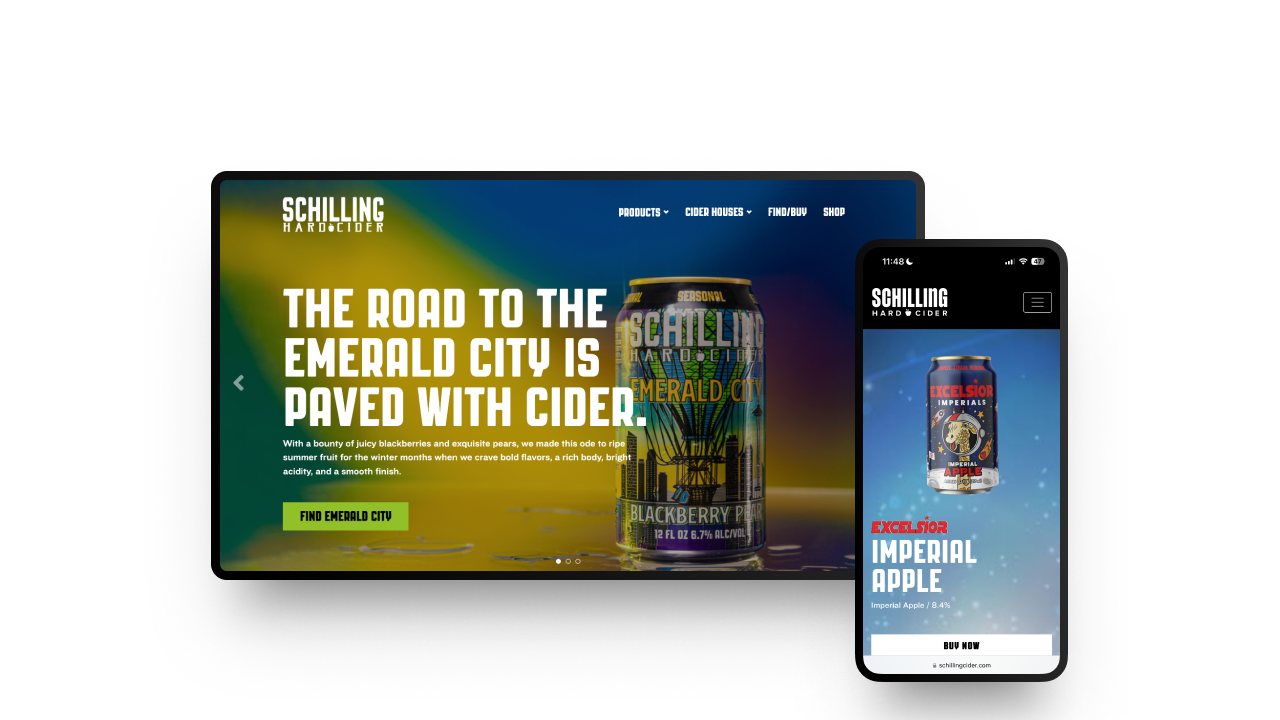 SCHILLING
HARD CIDER
PRODUCTS
CIDER HOUSES
FIND/BUY
SHOP
THE ROAD TO THE
EMERALD CITY IS
PAVED WITH CIDER.
With a bounty of juicy blackberries and exquisite pears, we made this ode to ripe
summer fruit for the winter months when we crave bold flavors, a rich body, bright
acidity, and a smooth finish.
FIND EMERALD CITY
SEASONAL
SCHILLING
HARD CIDER
EMERALD CITY
BLACKBERRY PEAR
12 FL OZ 6.7% ALC/VOL
11:48
47
SCHILLING
HARD CIDER
EXCELSIOR
IMPERIALS
IMPERIAL
APPLE
EXCELSIOR
IMPERIAL
APPLE
Imperial Apple / 8.4%
BUY NOW
schillingcider.com